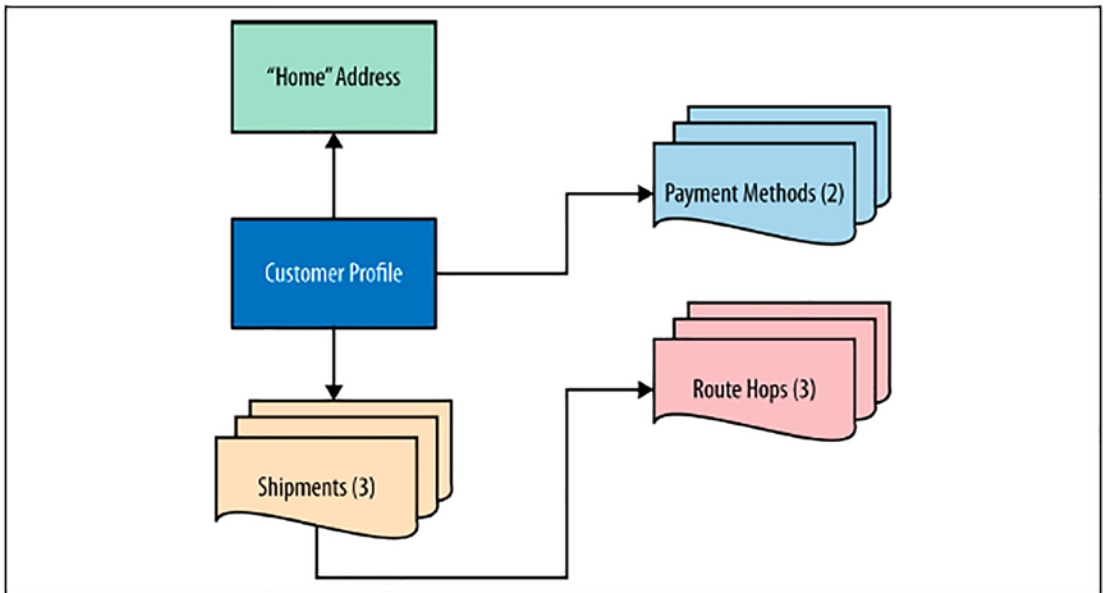 “Home” Address
Payment Methods (2)
Customer Profile
Route Hops (3)
Shipments (3)